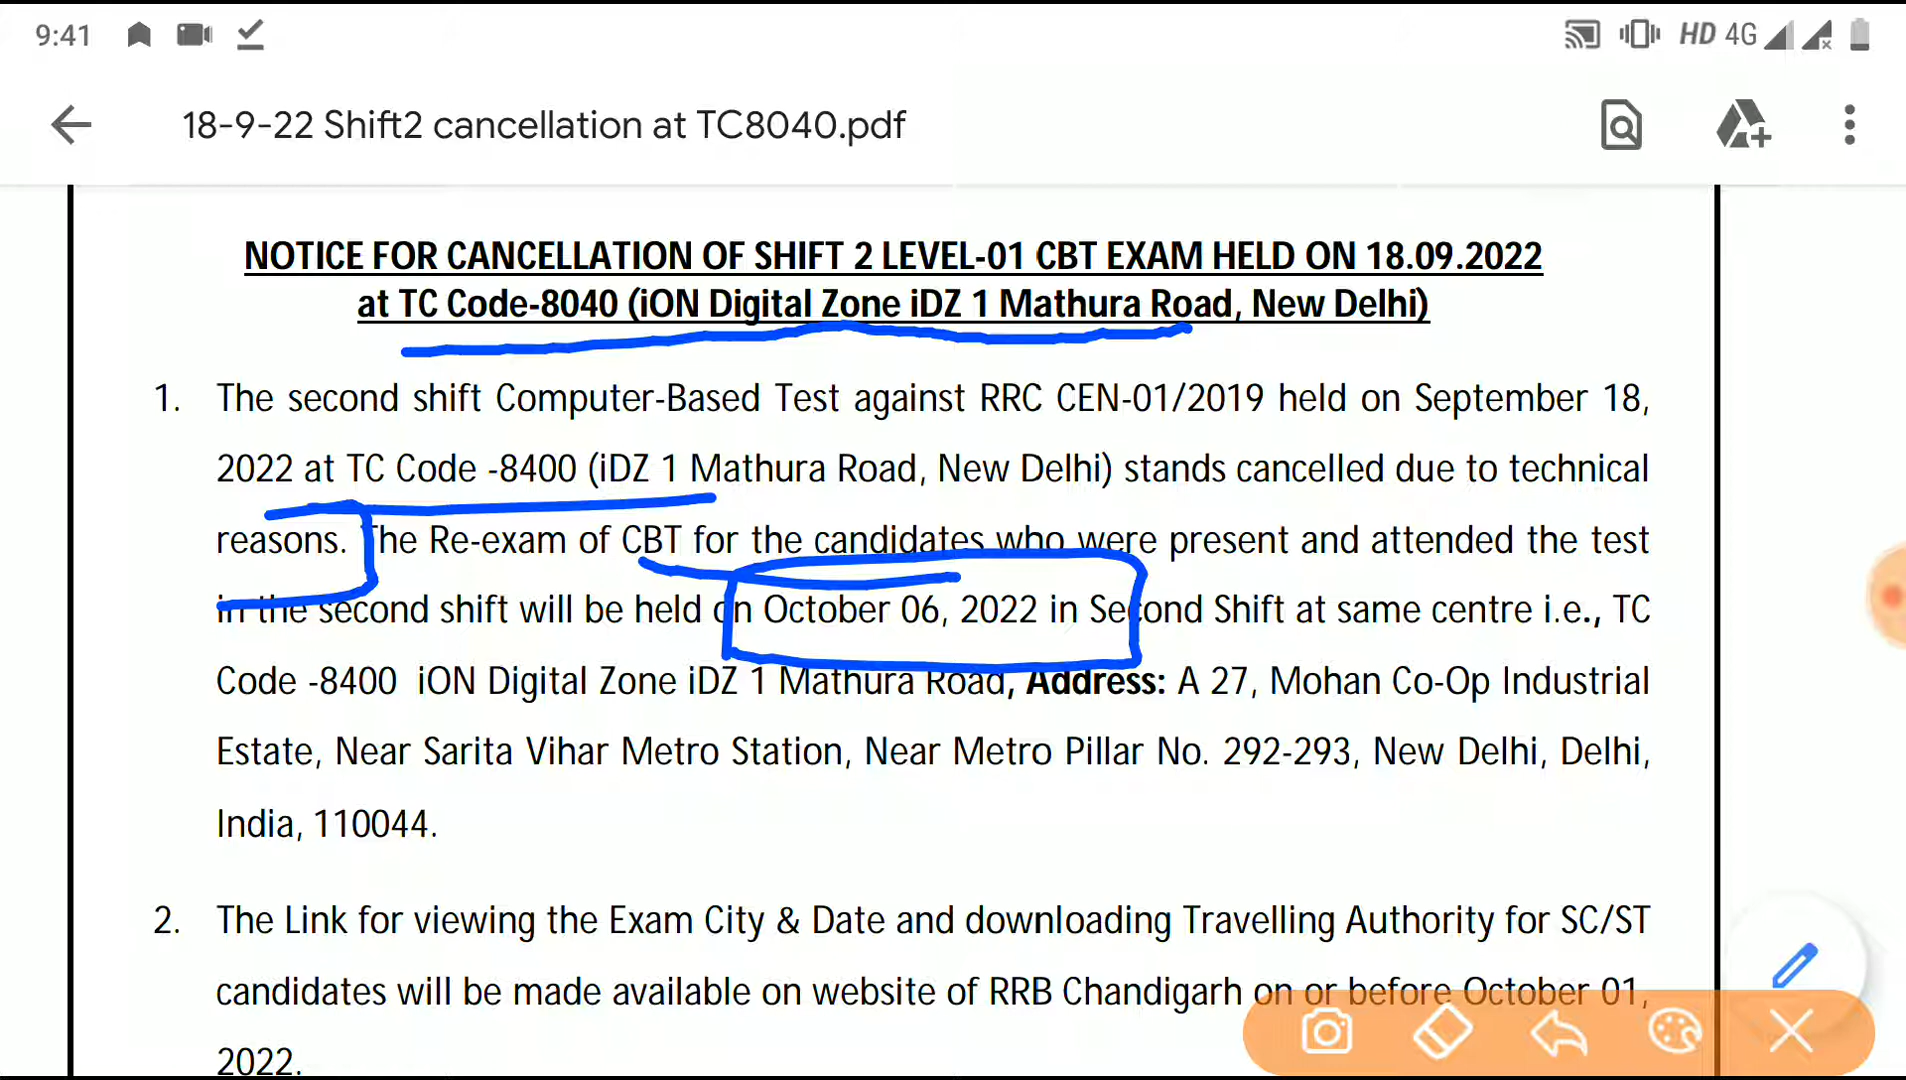 9:41
HD 4G
18-9-22 Shift2 cancellation at TC8040.pdf
NOTICE FOR CANCELLATION OF SHIFT 2 LEVEL-01 CBT EXAM HELD ON 18.09.2022
at TC Code-8040 (iON Digital Zone iDZ 1 Mathura Road, New Delhi)
1. The second shift Computer-Based Test against RRC CEN-01/2019 held on September 18,
2022 at TC Code -8400 (iDZ 1 Mathura Road, New Delhi) stands cancelled due to technical
reasons. The Re-exam of CBT for the candidates who were present and attended the test
in the second shift will be held on October 06, 2022 in Second Shift at same centre i.e., TC
Code -8400 iON Digital Zone iDZ 1 Mathura Road, Address: A 27, Mohan Co-Op Industrial
Estate, Near Sarita Vihar Metro Station, Near Metro Pillar No. 292-293, New Delhi, Delhi,
India, 110044.
2. The Link for viewing the Exam City & Date and downloading Travelling Authority for SC/ST
candidates will be made available on website of RRB Chandigarh on or before October 01,
2022.